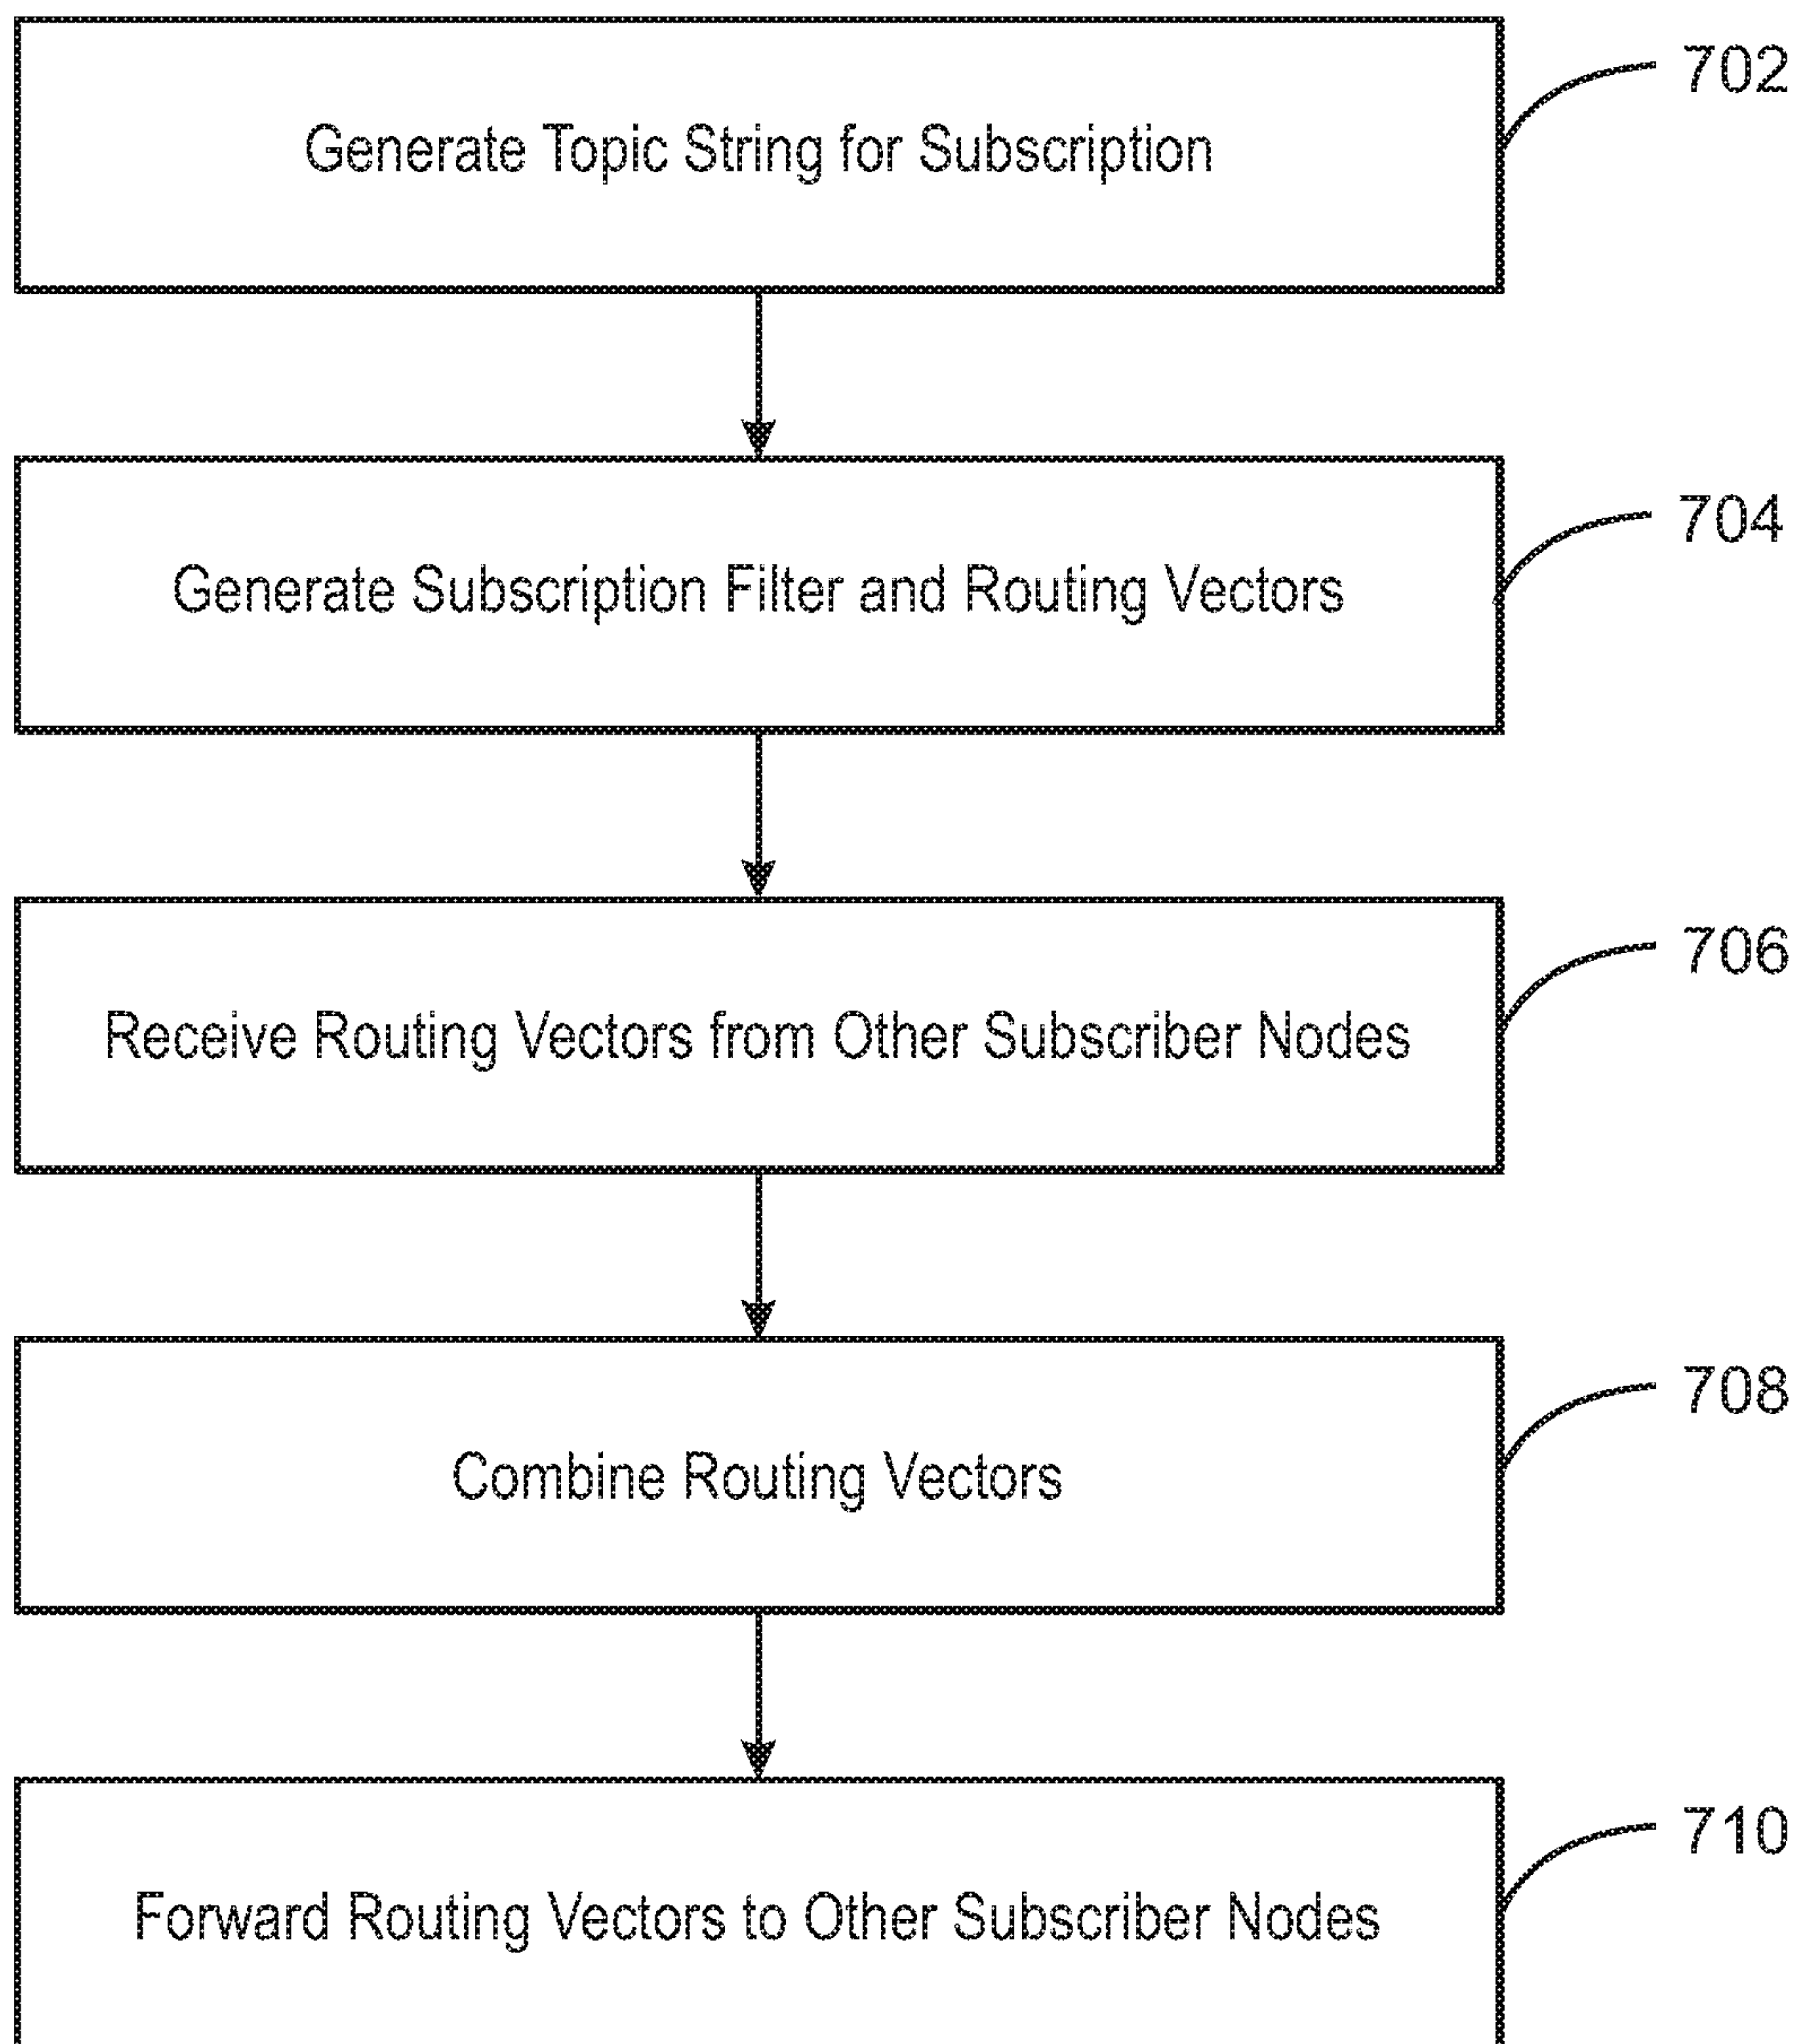 702
Generate Topic String for Subscription
704
Generate Subscription Filter and Routing Vectors
706
Receive Routing Vectors from Other Subscriber Nodes
708
Combine Routing Vectors
710
Forward Routing Vectors to Other Subscriber Nodes